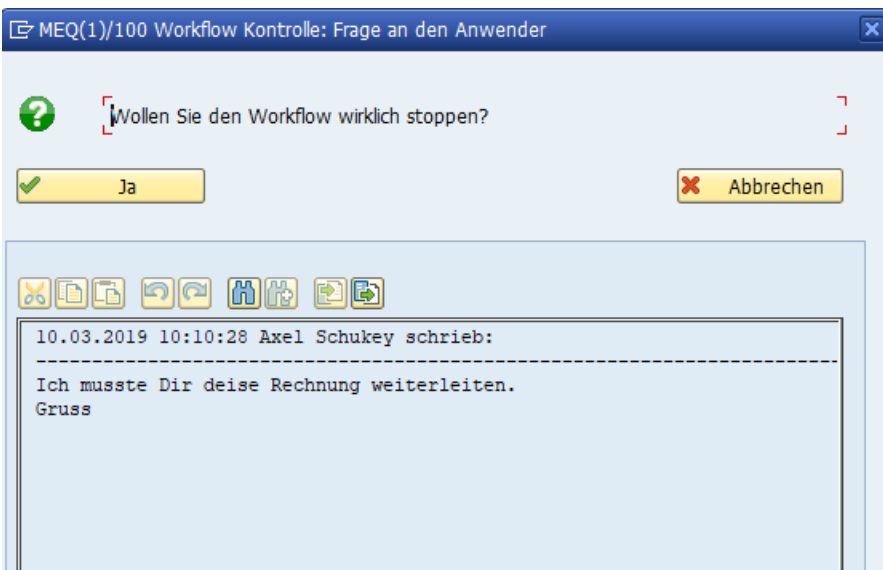 MEQ(1)/100 Workflow Kontrolle: Frage an den Anwender
Wollen Sie den Workflow wirklich stoppen?
Ja
Abbrechen
10.03.2019 10:10:28 Axel Schukey schrieb:
--------------------------------------------------------------------------------
Ich musste Dir deise Rechnung weiterleiten.
Gruss